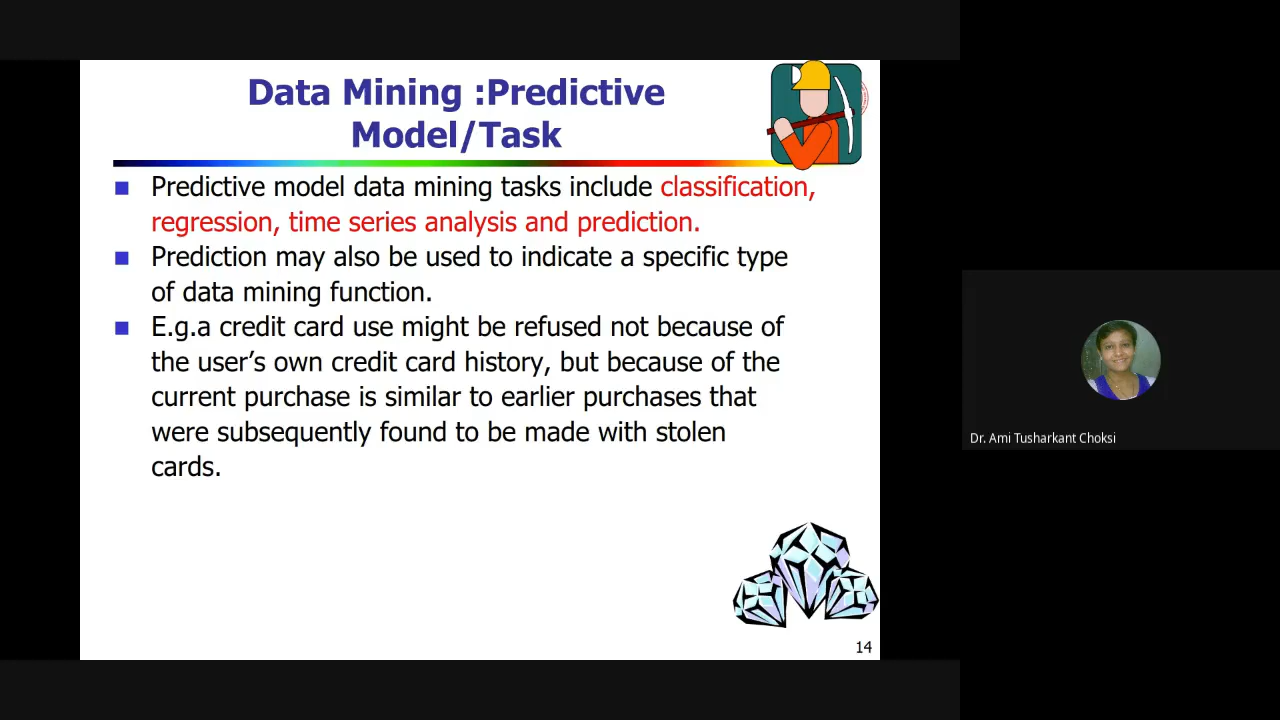 Data Mining :Predictive
Model/Task
Predictive model data mining tasks include classification,
regression, time series analysis and prediction.
Prediction may also be used to indicate a specific type
of data mining function.
E.g.a credit card use might be refused not because of
the user’s own credit card history, but because of the
current purchase is similar to earlier purchases that
were subsequently found to be made with stolen
cards.
14
Dr. Ami Tusharkant Choksi